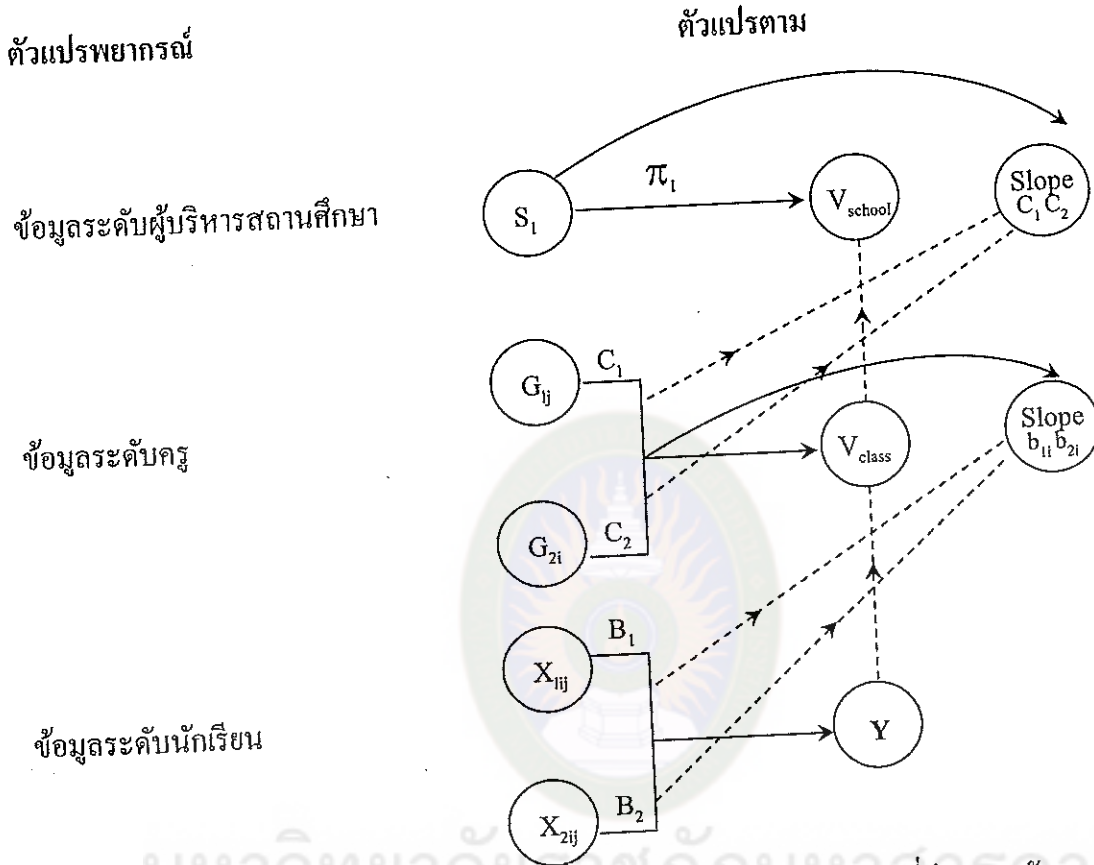 ตัวแปรพยากรณ์
ตัวแปรตาม
ข้อมูลระดับผู้บริหารสถานศึกษา
S₁
π₁
V_school
Slope
C₁ C₂
ข้อมูลระดับครู
G₁ⱼ
C₁
G₂ᵢ
C₂
V_class
Slope
b₁ᵢ b₂ᵢ
ข้อมูลระดับนักเรียน
X₁ᵢⱼ
B₁
X₂ᵢⱼ
B₂
Y